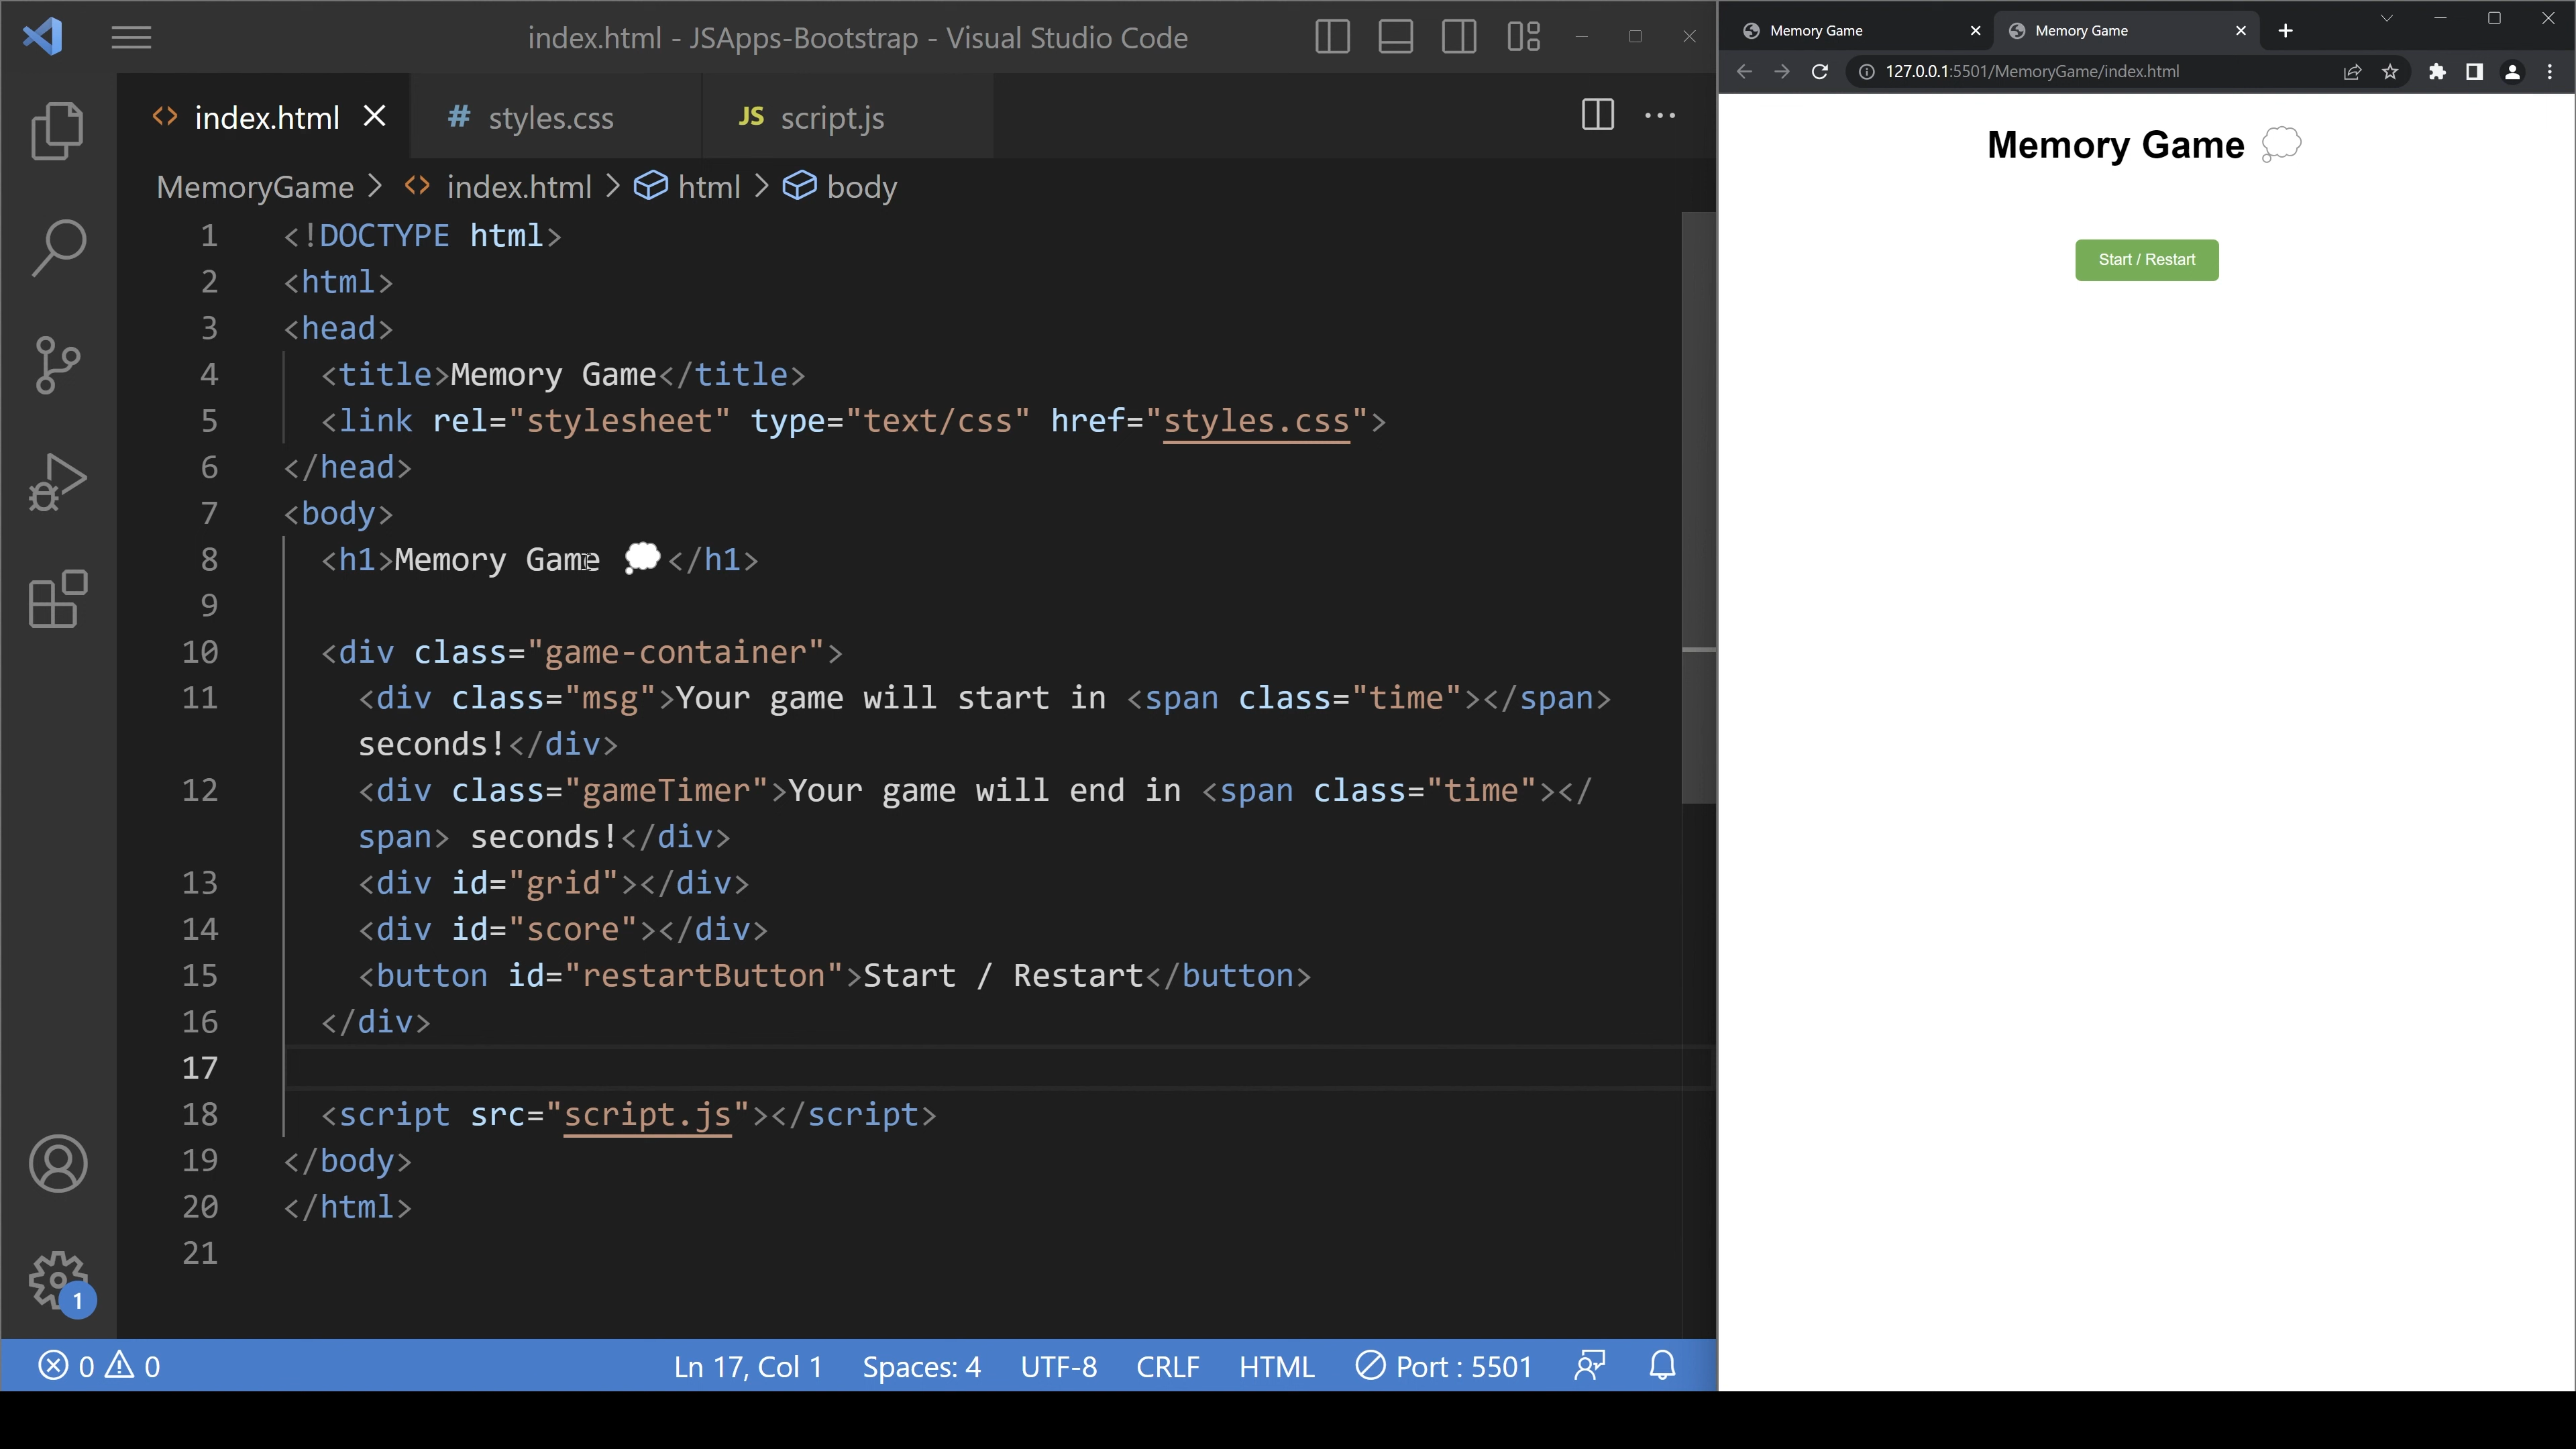 index.html - JSApps-Bootstrap - Visual Studio Code
index.html
# styles.css
JS script.js
MemoryGame > index.html > html > body
1 <!DOCTYPE html>
2 <html>
3 <head>
4 <title>Memory Game</title>
5 <link rel="stylesheet" type="text/css" href="styles.css">
6 </head>
7 <body>
8 <h1>Memory Game 💭</h1>
9
10 <div class="game-container">
11 <div class="msg">Your game will start in <span class="time"></span>
seconds!</div>
12 <div class="gameTimer">Your game will end in <span class="time"></
span> seconds!</div>
13 <div id="grid"></div>
14 <div id="score"></div>
15 <button id="restartButton">Start / Restart</button>
16 </div>
17
18 <script src="script.js"></script>
19 </body>
20 </html>
21
1
0 0
Ln 17, Col 1 Spaces: 4 UTF-8 CRLF HTML Port : 5501
Memory Game
Memory Game
127.0.0.1:5501/MemoryGame/index.html
Memory Game 💭
Start / Restart